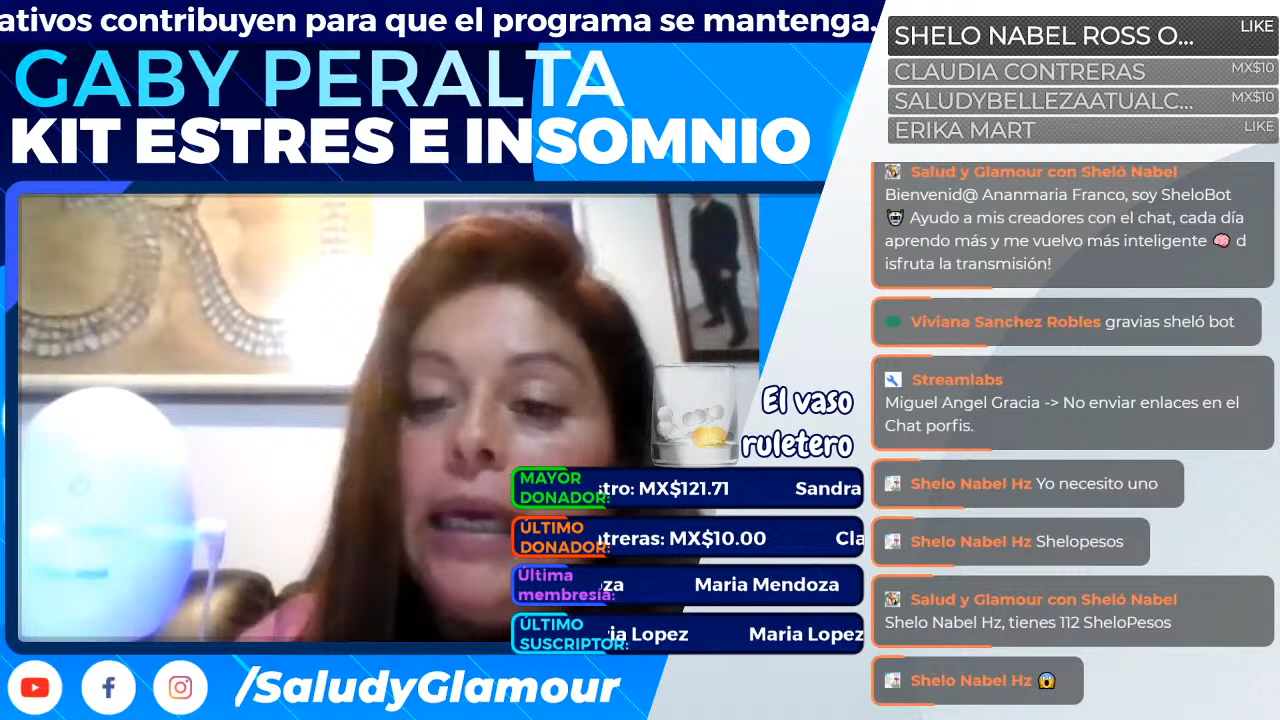 ativos contribuyen para que el programa se mantenga.
GABY PERALTA
KIT ESTRES E INSOMNIO
El vaso
ruletero
MAYOR
DONADOR:
tro: MX$121.71 Sandra
ÚLTIMO
DONADOR:
treras: MX$10.00 Cla
Última
membresía:
za Maria Mendoza
ÚLTIMO
SUSCRIPTOR:
ia Lopez Maria Lopez
/SaludyGlamour
SHELO NABEL ROSS O... LIKE
CLAUDIA CONTRERAS MX$10
SALUDYBELLEZAATUALC... MX$10
ERIKA MART LIKE
Salud y Glamour con Sheló Nabel
Bienvenid@ Ananmaria Franco, soy SheloBot
Ayudo a mis creadores con el chat, cada día
aprendo más y me vuelvo más inteligente 🧠 d
isfruta la transmisión!
Viviana Sanchez Robles gravias sheló bot
Streamlabs
Miguel Angel Gracia -> No enviar enlaces en el
Chat porfis.
Shelo Nabel Hz Yo necesito uno
Shelo Nabel Hz Shelopesos
Salud y Glamour con Sheló Nabel
Shelo Nabel Hz, tienes 112 SheloPesos
Shelo Nabel Hz 😱